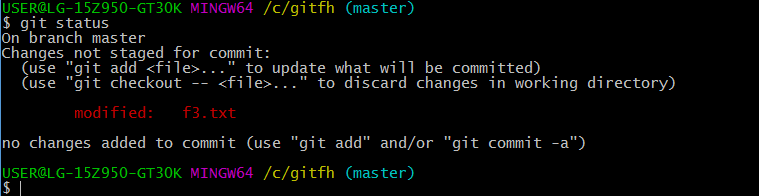 USER@LG-15Z950-GT30K MINGW64 /c/gitfh (master)
$ git status
On branch master
Changes not staged for commit:
  (use "git add <file>..." to update what will be committed)
  (use "git checkout -- <file>..." to discard changes in working directory)
        modified:   f3.txt
no changes added to commit (use "git add" and/or "git commit -a")
USER@LG-15Z950-GT30K MINGW64 /c/gitfh (master)
$